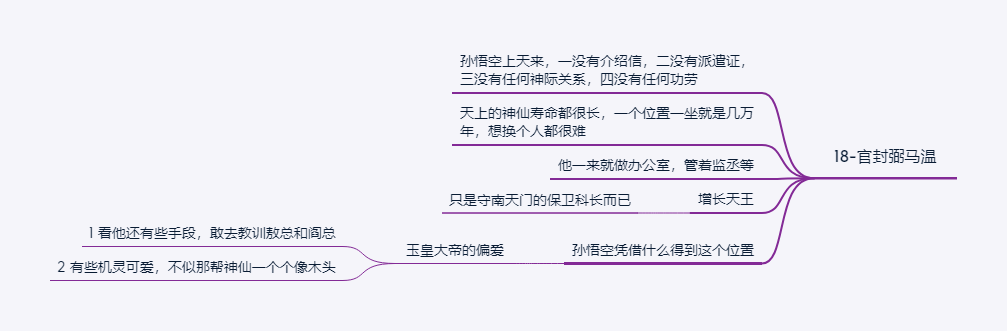 18-官封弼马温
孙悟空上天来，一没有介绍信，二没有派遣证，
三没有任何神际关系，四没有任何功劳
天上的神仙寿命都很长，一个位置一坐就是几万
年，想换个人都很难
他一来就做办公室，管着监丞等
增长天王
只是守南天门的保卫科长而已
孙悟空凭借什么得到这个位置
玉皇大帝的偏爱
1 看他还有些手段，敢去教训敖总和阎总
2 有些机灵可爱，不似那帮神仙一个个像木头